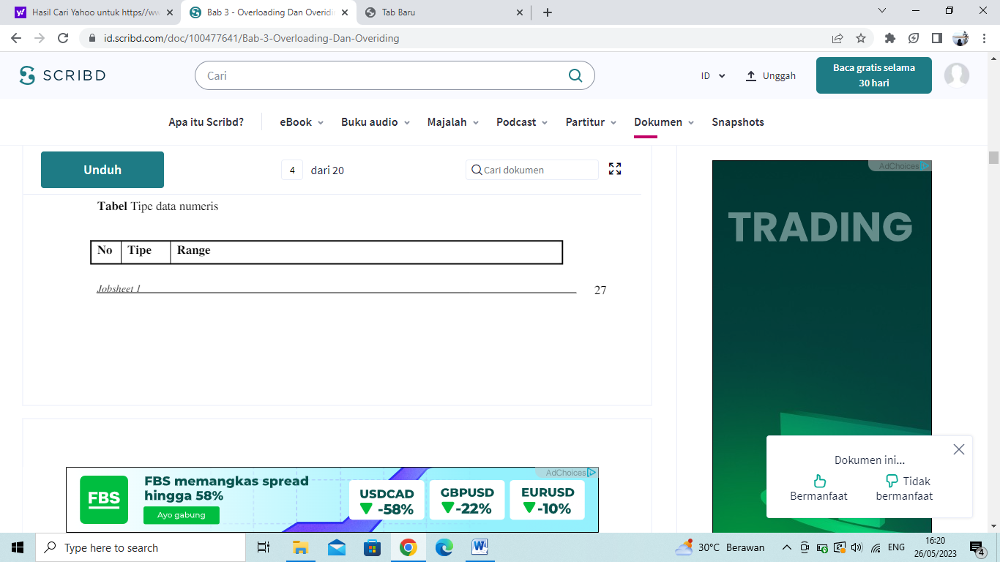 Hasil Cari Yahoo untuk https//ww
Bab 3 - Overloading Dan Overidin
Tab Baru
id.scribd.com/doc/100477641/Bab-3-Overloading-Dan-Overiding
SCRIBD
Cari
ID
Unggah
Baca gratis selama
30 hari
Apa itu Scribd?
eBook
Buku audio
Majalah
Podcast
Partitur
Dokumen
Snapshots
Unduh
4 dari 20
Cari dokumen
Tabel Tipe data numeris
No Tipe Range
Jobsheet 1
27
AdChoices
TRADING
AdChoices
FBS
FBS memangkas spread
hingga 58%
Ayo gabung
USDCAD
-58%
GBPUSD
-22%
EURUSD
-10%
Dokumen ini...
Bermanfaat
Tidak
bermanfaat
Type here to search
30°C Berawan
ENG
16:20
26/05/2023
4